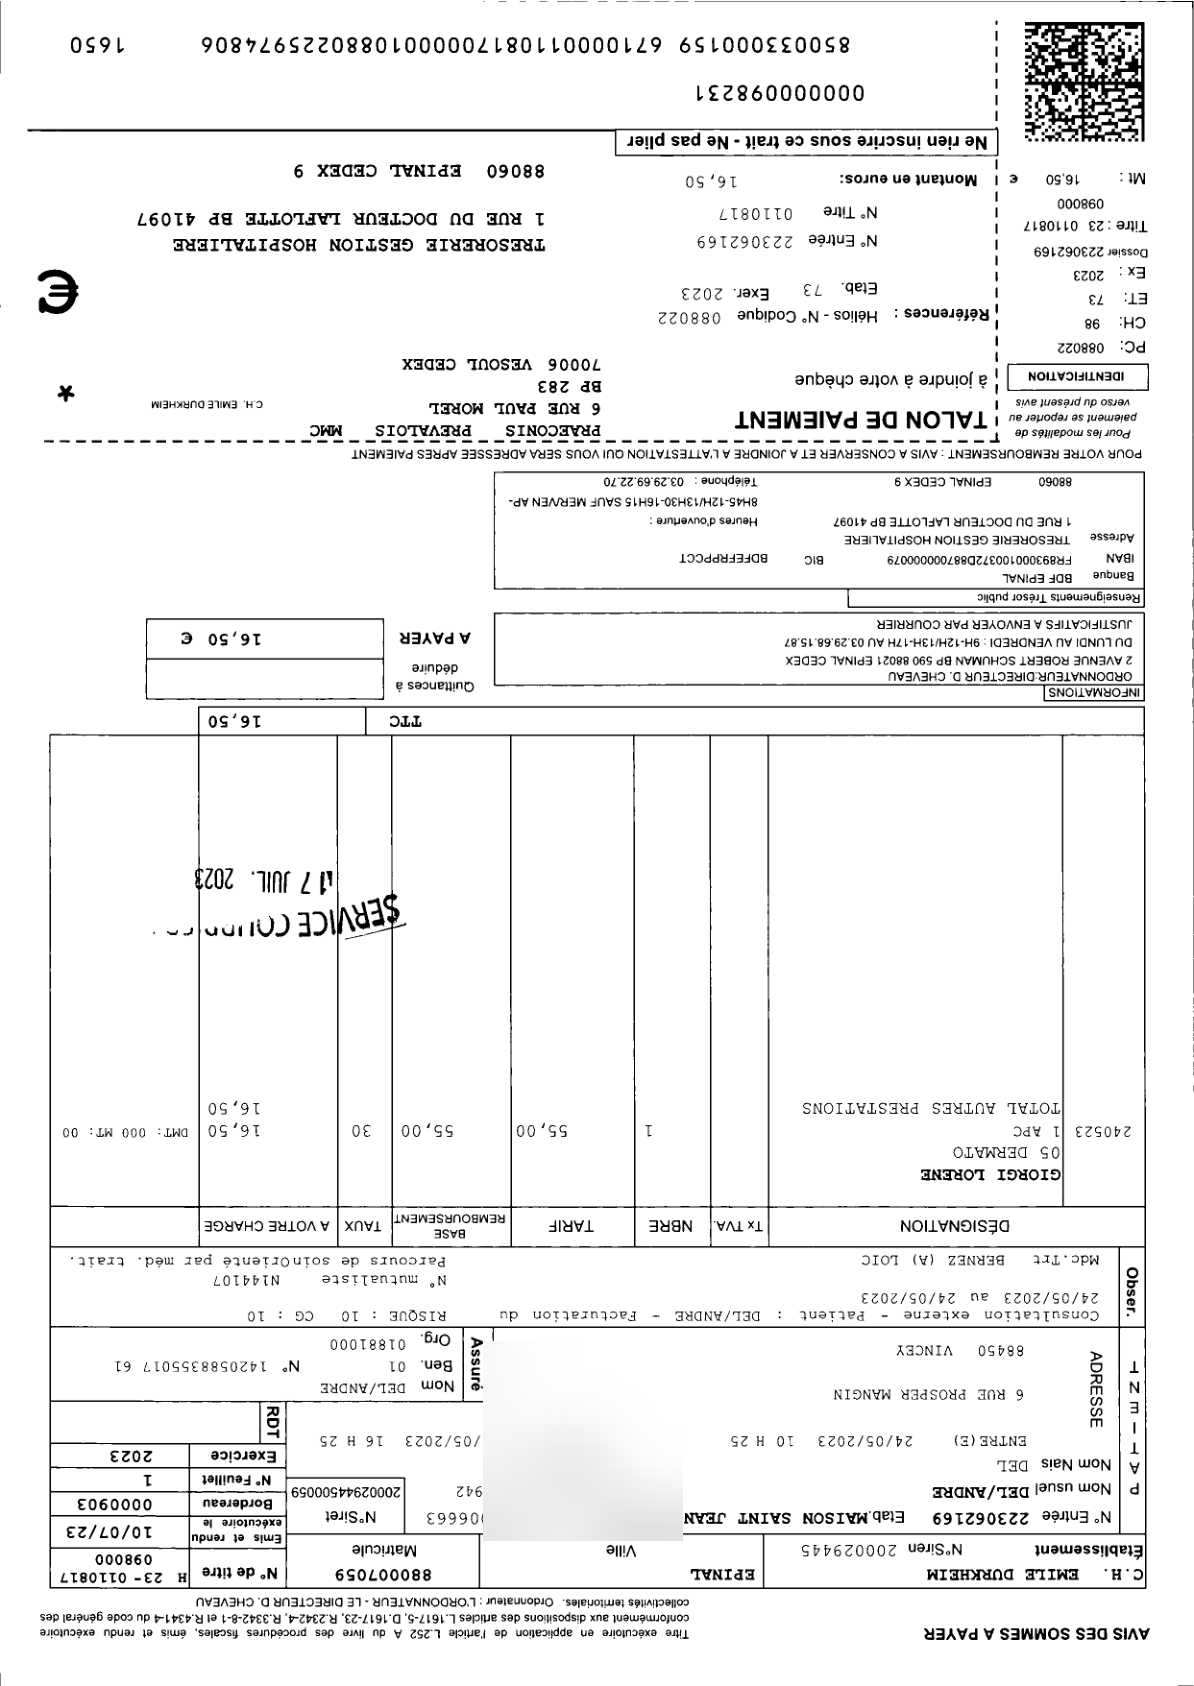 AVIS DES SOMMES A PAYER
Titre exécutoire en application de l'article L.252 A du livre des procédures fiscales, émis et rendu exécutoire
conformément aux dispositions des articles L.1617-5, D.1617-23, R.2342-4, R.3342-8-1 et R.4341-4 du code général des
collectivités territoriales. Ordonnateur : L'ORDONNATEUR - LE DIRECTEUR D. CHEVEAU
C.H. EMILE DURKHEIM EPINAL 880007059 N° de titre H 23- 0110817
098000
Établissement N°Siren 200029445 Ville Matricule
Emis et rendu
exécutoire le 10/07/23
N° Entrée 223062169 Etab.MAISON SAINT JEAN 06663 N°Siret
20002944500059
Bordereau 0000903
Nom usuel DEL/ANDRE 942
N° Feuillet 1
Nom Nais DEL
Exercice 2023
PATIENT
ENTRE(E) 24/05/2023 10 H 25 /05/2023 16 H 25
RDT
ADRESSE
6 RUE PROSPER MANGIN
88450 VINCEY
Assuré
Nom DEL/ANDRE
Ben. 01 N° 1420588355017 61
Org. 01881000
Obser.
Consultation externe - Patient : DEL/ANDRE - Facturation du RISQUE : 10 CG : 10
24/05/2023 au 24/05/2023
N° mutualiste N144107
Mdc.Trt BERNEZ (A) LOIC Parcours de soinOrienté par méd. trait.
DÉSIGNATION Tx TVA. NBRE TARIF BASE REMBOURSEMENT TAUX A VOTRE CHARGE
GIORGI LORENE
05 DERMATO
240523 1 APC 1 55,00 55,00 30 16,50 DMT: 000 MT: 00
TOTAL AUTRES PRESTATIONS 16,50
SERVICE
17 JUIL. 2023
TTC 16,50
INFORMATIONS
ORDONNATEUR:DIRECTEUR D. CHEVEAU
2 AVENUE ROBERT SCHUMAN BP 590 88021 EPINAL CEDEX
DU LUNDI AU VENDREDI : 9H-12H/13H-17H AU 03.29.68.15.87
JUSTIFICATIFS A ENVOYER PAR COURRIER
Quittances à
déduire
A PAYER 16,50 €
Renseignements Trésor public
Banque BDF EPINAL
IBAN FR893000100372D8870000000079 BIC BDFEFRPPCCT
Adresse TRESORERIE GESTION HOSPITALIERE
1 RUE DU DOCTEUR LAFLOTTE BP 41097 Heures d'ouverture :
8H45-12H/13H30-16H15 SAUF MER/VEN AP-
88060 EPINAL CEDEX 9 Téléphone : 03.29.69.22.70
POUR VOTRE REMBOURSEMENT : AVIS A CONSERVER ET A JOINDRE A L'ATTESTATION QUI VOUS SERA ADRESSEE APRES PAIEMENT
Pour les modalités de
paiement se reporter au
verso du présent avis
IDENTIFICATION
PC: 088022
CH: 98
ET: 73
Ex : 2023
Dossier 223062169
Titre : 23 0110817
098000
Mt : 16,50 €
TALON DE PAIEMENT
à joindre à votre chèque
Références : Hélios - N° Codique 088022
Etab. 73 Exer. 2023
N° Entrée 223062169
N° Titre 0110817
Montant en euros: 16,50
PRAECONIS PREVALOIS MMC
6 RUE PAUL MOREL
BP 283
70006 VESOUL CEDEX
C.H. EMILE DURKHEIM
*
€
TRESORERIE GESTION HOSPITALIERE
1 RUE DU DOCTEUR LAFLOTTE BP 41097
88060 EPINAL CEDEX 9
Ne rien inscrire sous ce trait - Ne pas plier
000000098231
850033000159 67100001108170000010880225974806 1650